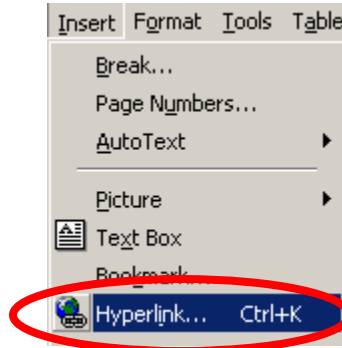 Insert Format Tools Table
Break...
Page Numbers...
AutoText
Picture
Text Box
Bookmark...
Hyperlink... Ctrl+K